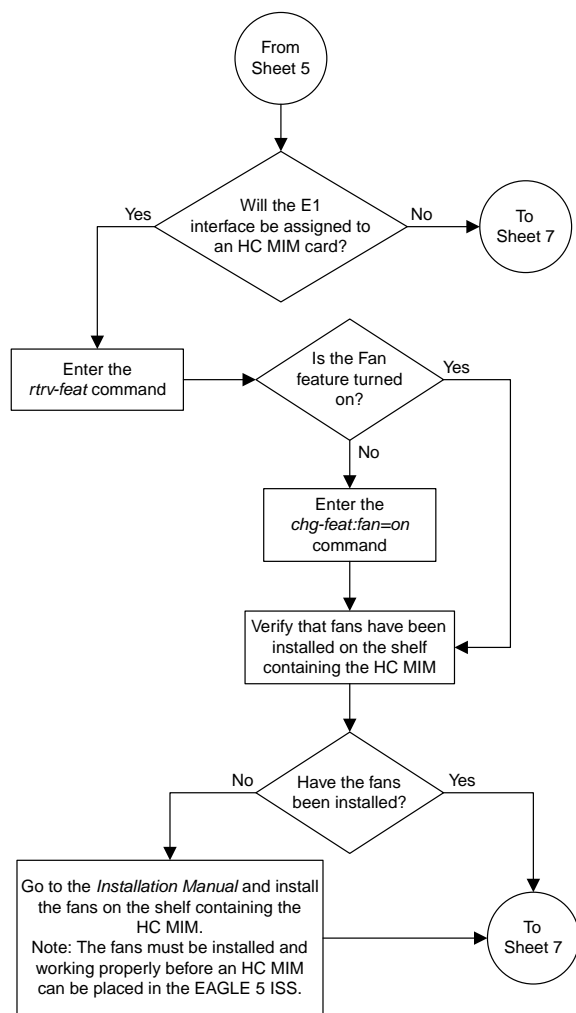 From
Sheet 5
Will the E1
interface be assigned to
an HC MIM card?
Yes
No
To
Sheet 7
Enter the
rtrv-feat command
Is the Fan
feature turned
on?
Yes
No
Enter the
chg-feat:fan=on
command
Verify that fans have been
installed on the shelf
containing the HC MIM
Have the fans
been installed?
No
Yes
Go to the Installation Manual and install
the fans on the shelf containing the
HC MIM.
Note: The fans must be installed and
working properly before an HC MIM
can be placed in the EAGLE 5 ISS.
To
Sheet 7